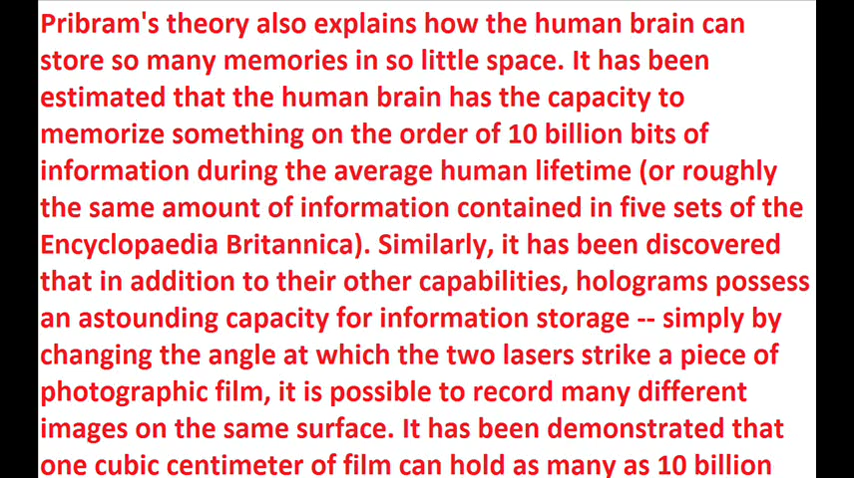 Pribram's theory also explains how the human brain can
store so many memories in so little space. It has been
estimated that the human brain has the capacity to
memorize something on the order of 10 billion bits of
information during the average human lifetime (or roughly
the same amount of information contained in five sets of the
Encyclopaedia Britannica). Similarly, it has been discovered
that in addition to their other capabilities, holograms possess
an astounding capacity for information storage -- simply by
changing the angle at which the two lasers strike a piece of
photographic film, it is possible to record many different
images on the same surface. It has been demonstrated that
one cubic centimeter of film can hold as many as 10 billion